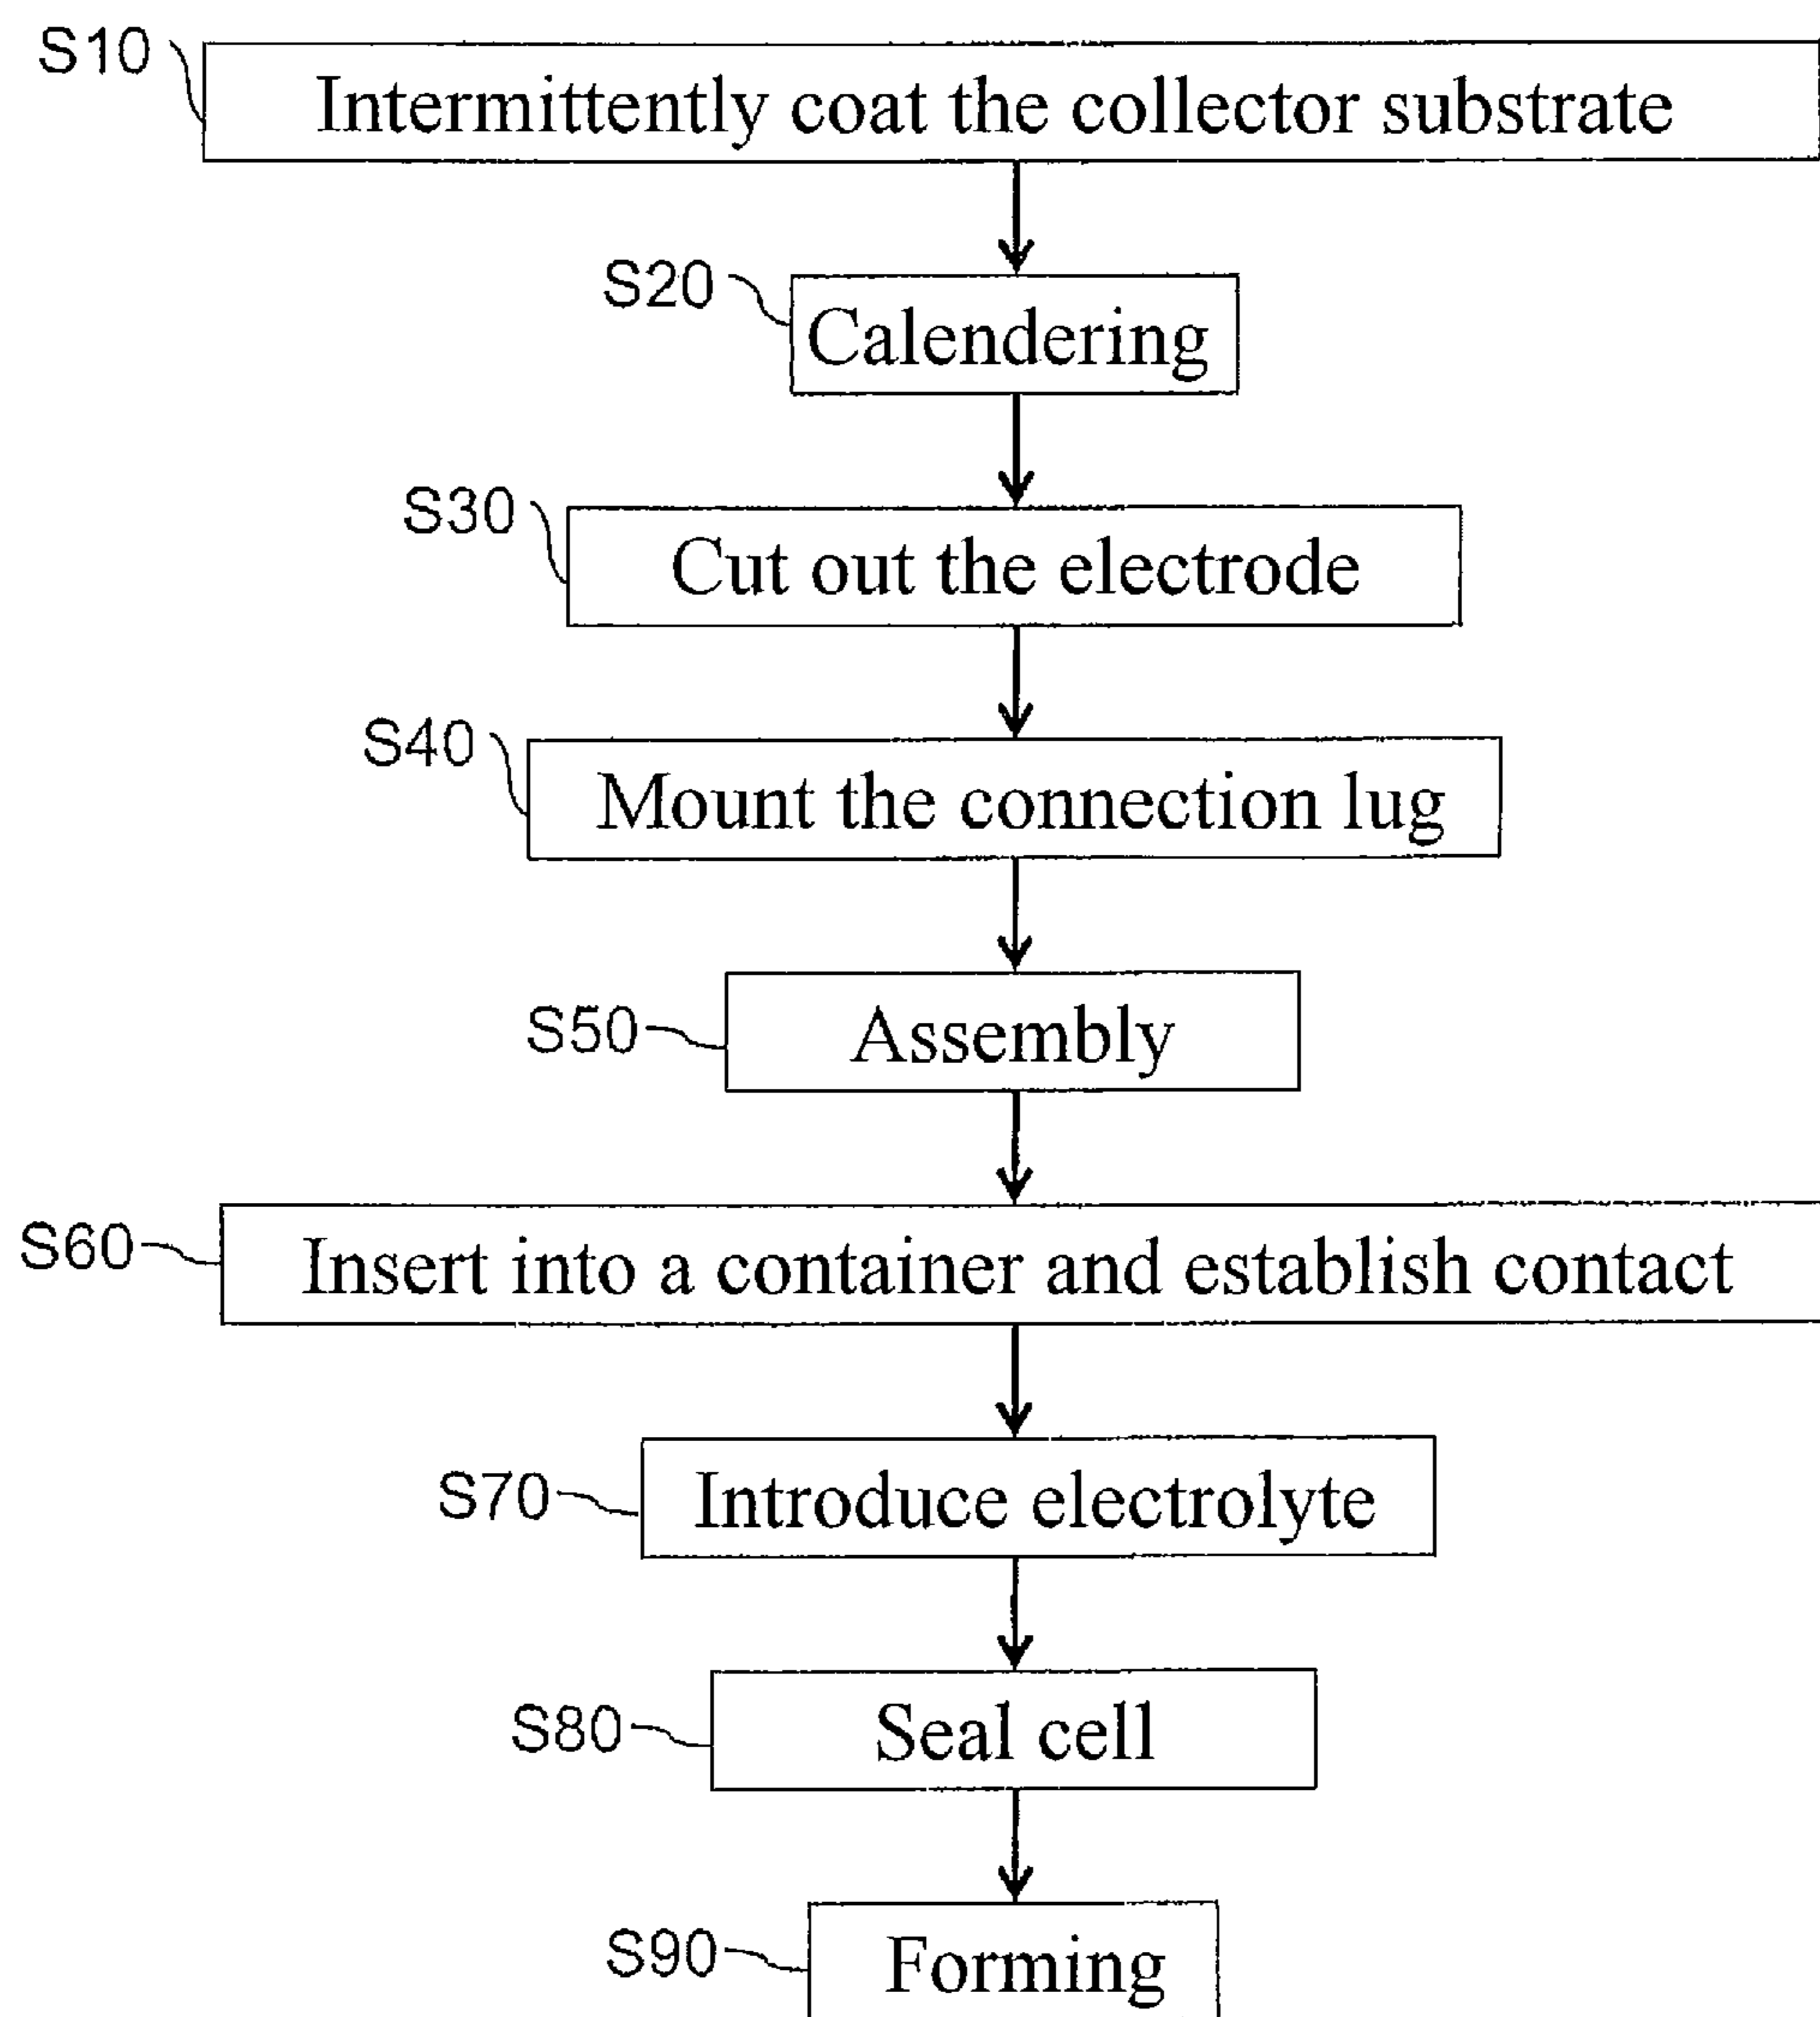 S10
Intermittently coat the collector substrate
S20
Calendering
S30
Cut out the electrode
S40
Mount the connection lug
S50
Assembly
S60
Insert into a container and establish contact
S70
Introduce electrolyte
S80
Seal cell
S90
Forming